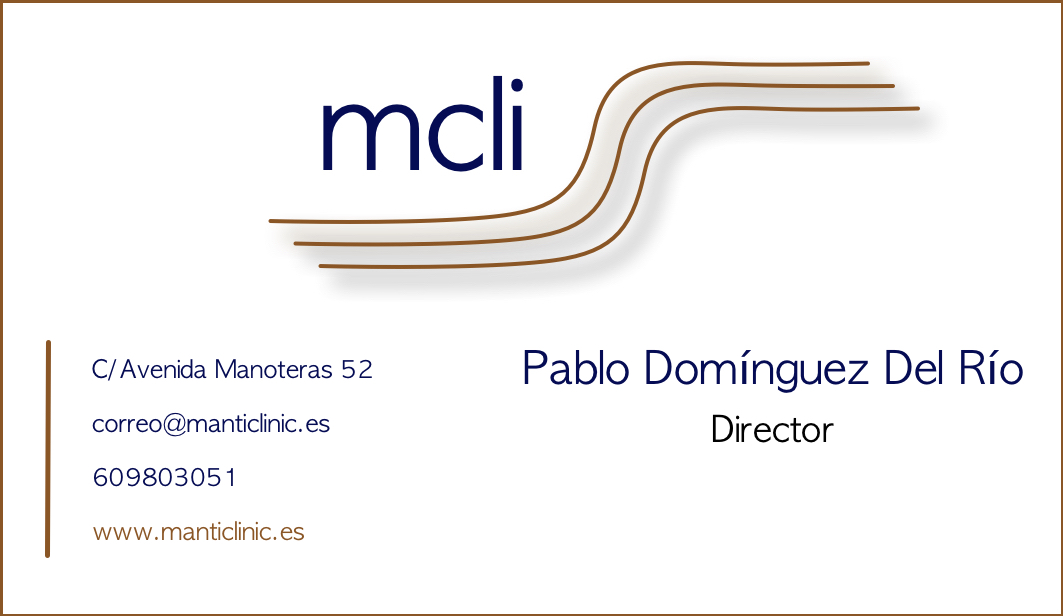 mcli
C/Avenida Manoteras 52
correo@manticlinic.es
609803051
www.manticlinic.es
Pablo Domínguez Del Río
Director